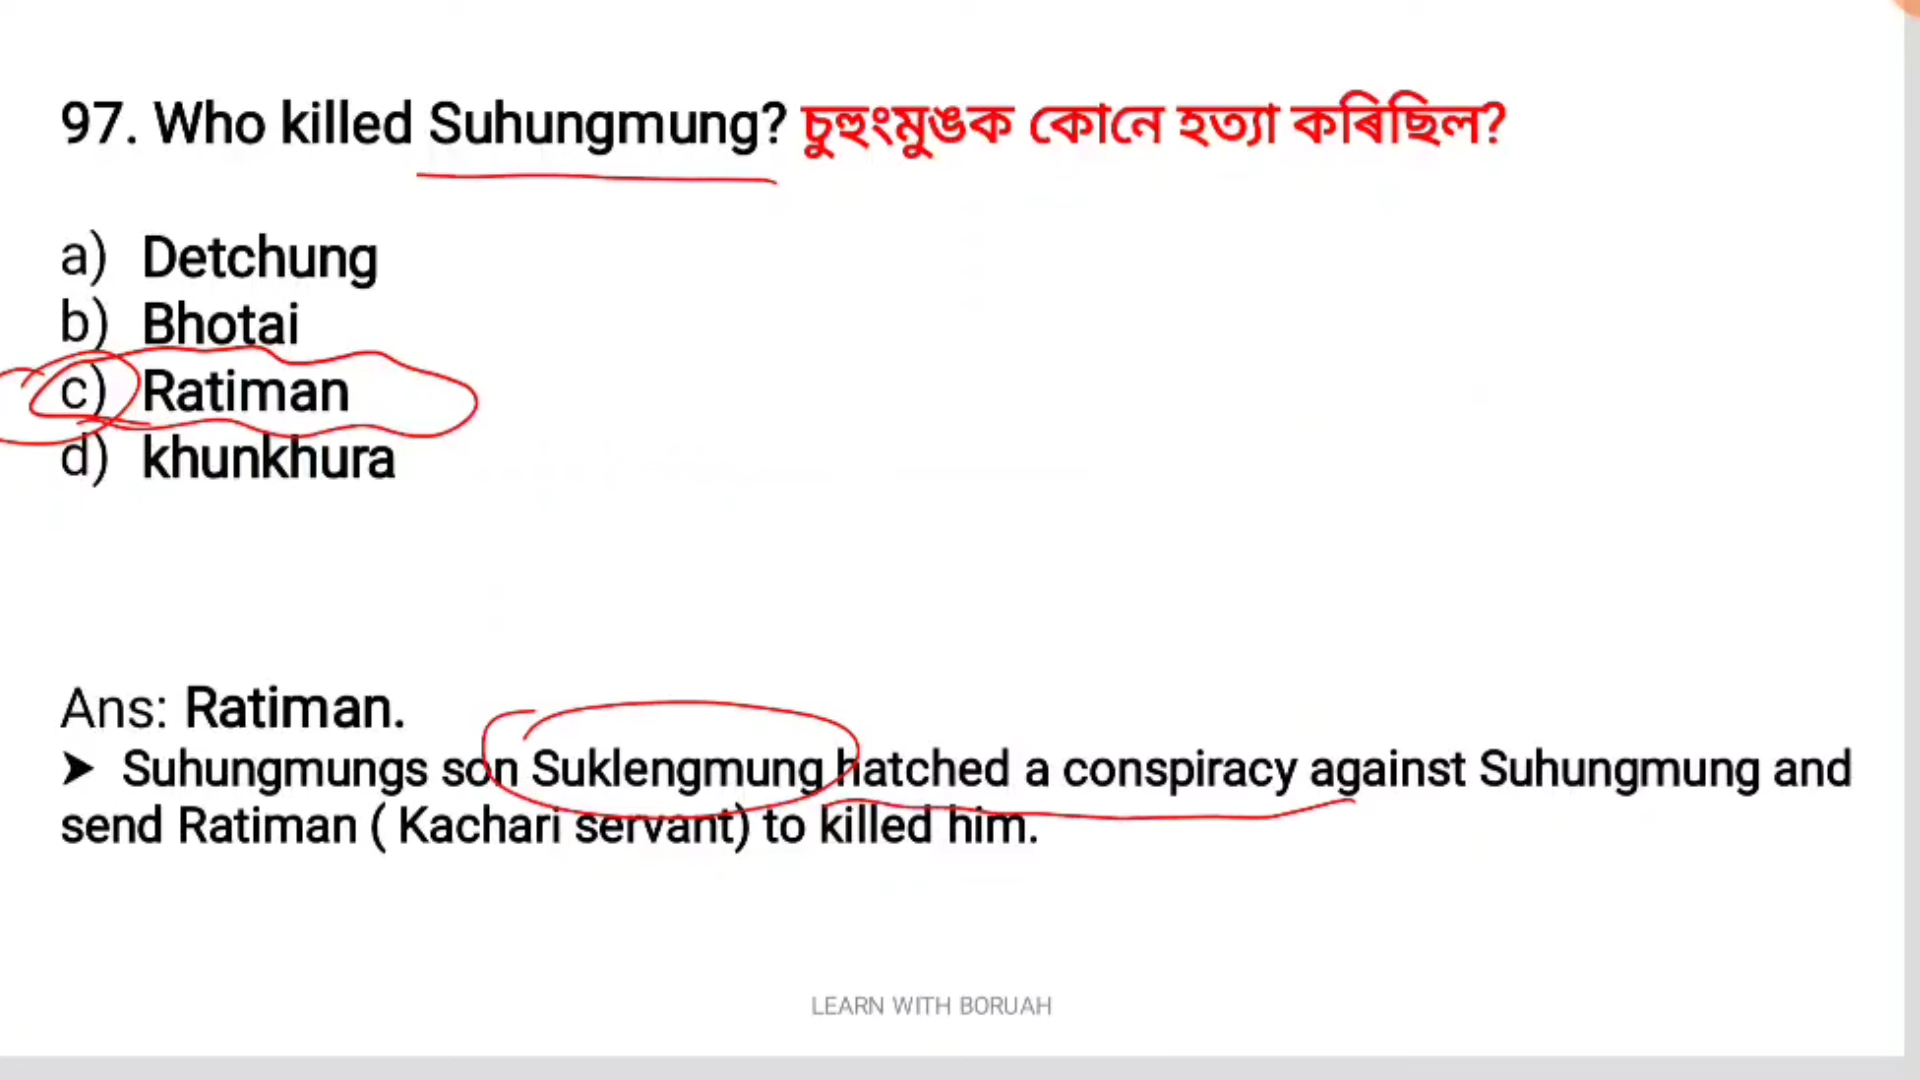 97. Who killed Suhungmung? চুহুংমুঙক কোনে হত্যা কৰিছিল?
a) Detchung
b) Bhotai
c) Ratiman
d) khunkhura
Ans: Ratiman.
➤ Suhungmungs son Suklengmung hatched a conspiracy against Suhungmung and
send Ratiman ( Kachari servant) to killed him.
LEARN WITH BORUAH